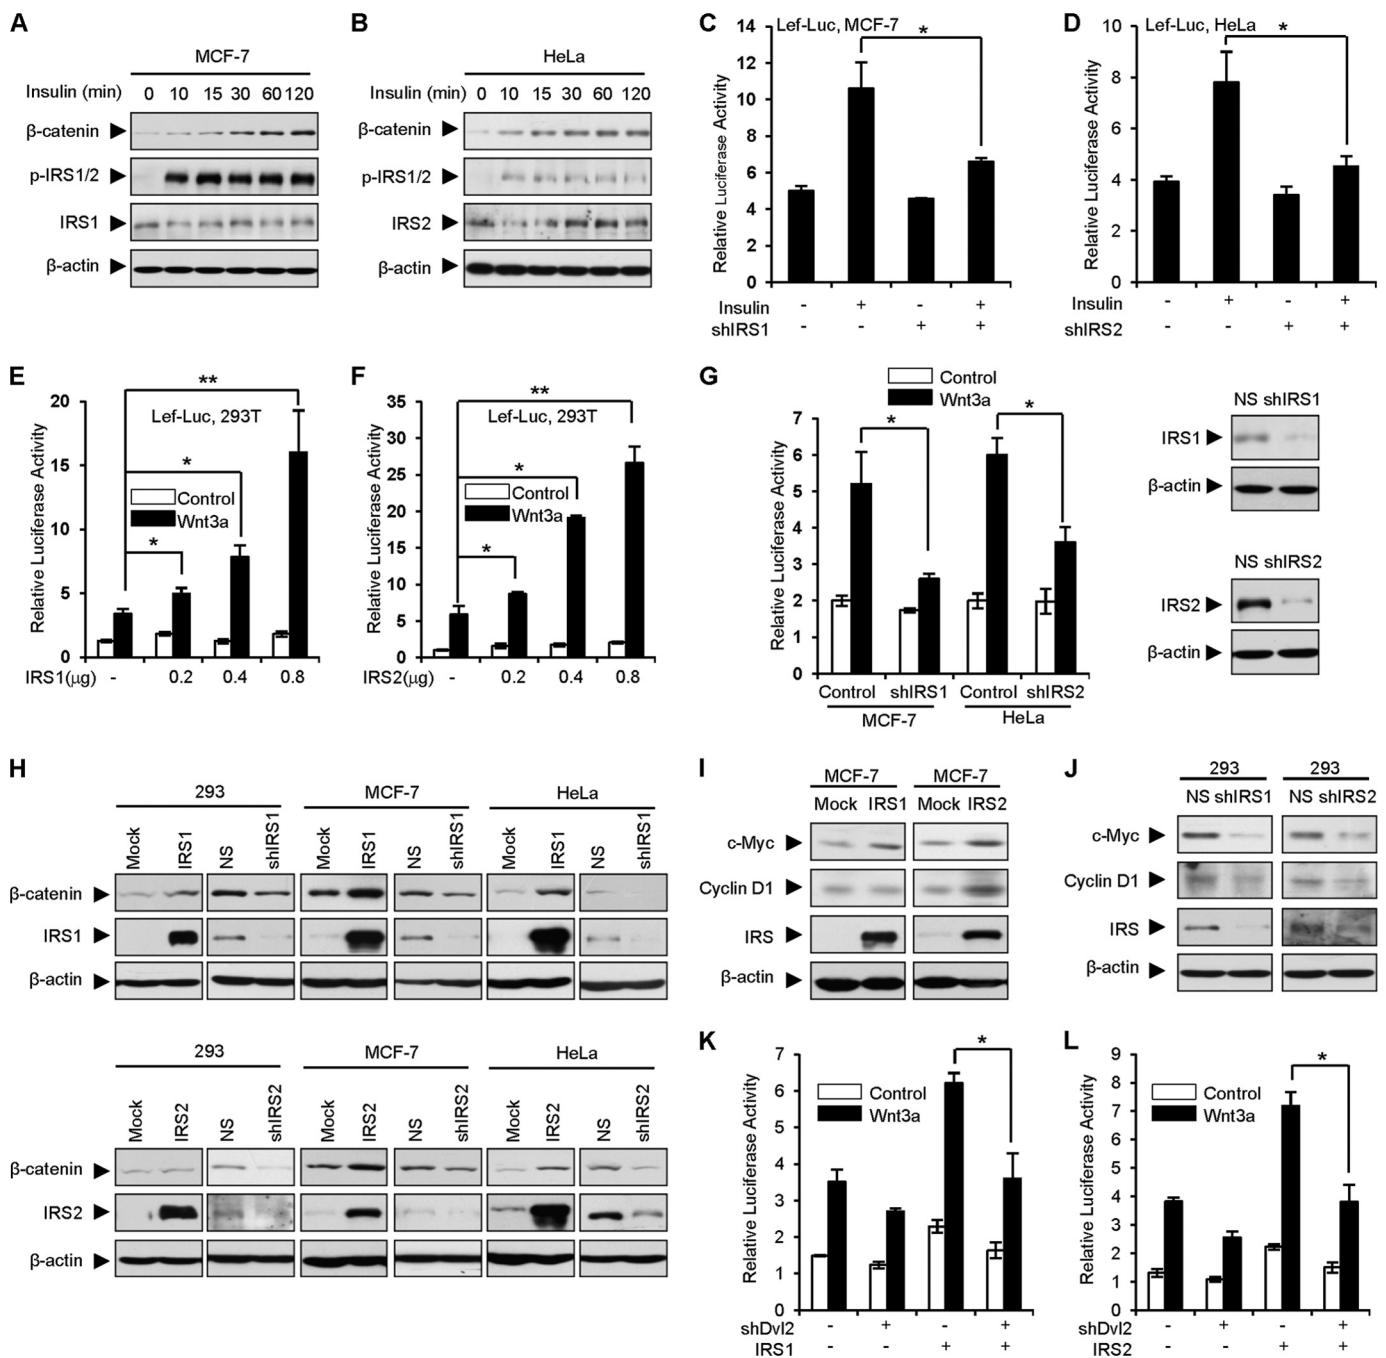 A
MCF-7
Insulin (min) 0 10 15 30 60 120
β-catenin
p-IRS1/2
IRS1
β-actin
B
HeLa
Insulin (min) 0 10 15 30 60 120
β-catenin
p-IRS1/2
IRS2
β-actin
C
Lef-Luc, MCF-7
*
Relative Luciferase Activity
14
12
10
8
6
4
2
0
Insulin - + - +
shIRS1 - - + +
D
Lef-Luc, HeLa
*
Relative Luciferase Activity
10
8
6
4
2
0
Insulin - + - +
shIRS2 - - + +
E
**
Lef-Luc, 293T
*
Control
Wnt3a
*
Relative Luciferase Activity
20
15
10
5
0
IRS1(μg) - 0.2 0.4 0.8
F
**
Lef-Luc, 293T
*
Control
Wnt3a
*
Relative Luciferase Activity
35
30
25
20
15
10
5
0
IRS2(μg) - 0.2 0.4 0.8
G
Control
Wnt3a
* *
Relative Luciferase Activity
7
6
5
4
3
2
1
0
Control shIRS1 Control shIRS2
MCF-7 HeLa
NS shIRS1
IRS1
β-actin
NS shIRS2
IRS2
β-actin
H
293 MCF-7 HeLa
Mock IRS1 NS shIRS1 Mock IRS1 NS shIRS1 Mock IRS1 NS shIRS1
β-catenin
IRS1
β-actin
293 MCF-7 HeLa
Mock IRS2 NS shIRS2 Mock IRS2 NS shIRS2 Mock IRS2 NS shIRS2
β-catenin
IRS2
β-actin
I
MCF-7 MCF-7
Mock IRS1 Mock IRS2
c-Myc
Cyclin D1
IRS
β-actin
J
293 293
NS shIRS1 NS shIRS2
c-Myc
Cyclin D1
IRS
β-actin
K
*
Control
Wnt3a
Relative Luciferase Activity
7
6
5
4
3
2
1
0
shDvl2 - + - +
IRS1 - - + +
L
*
Control
Wnt3a
Relative Luciferase Activity
9
8
7
6
5
4
3
2
1
0
shDvl2 - + - +
IRS2 - - + +